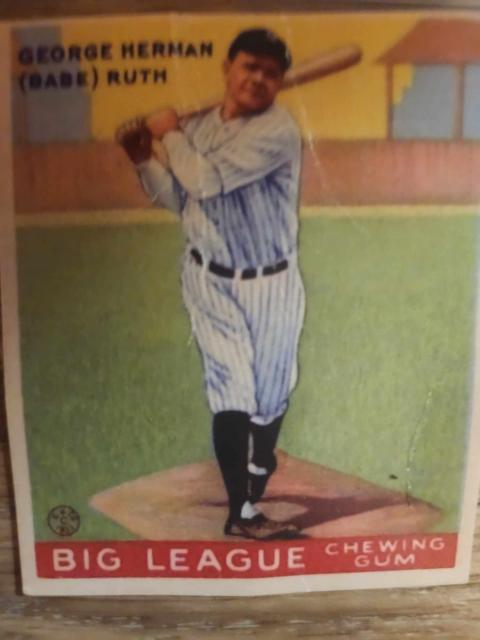 GEORGE HERMAN
(BABE) RUTH
BIG LEAGUE CHEWING
GUM